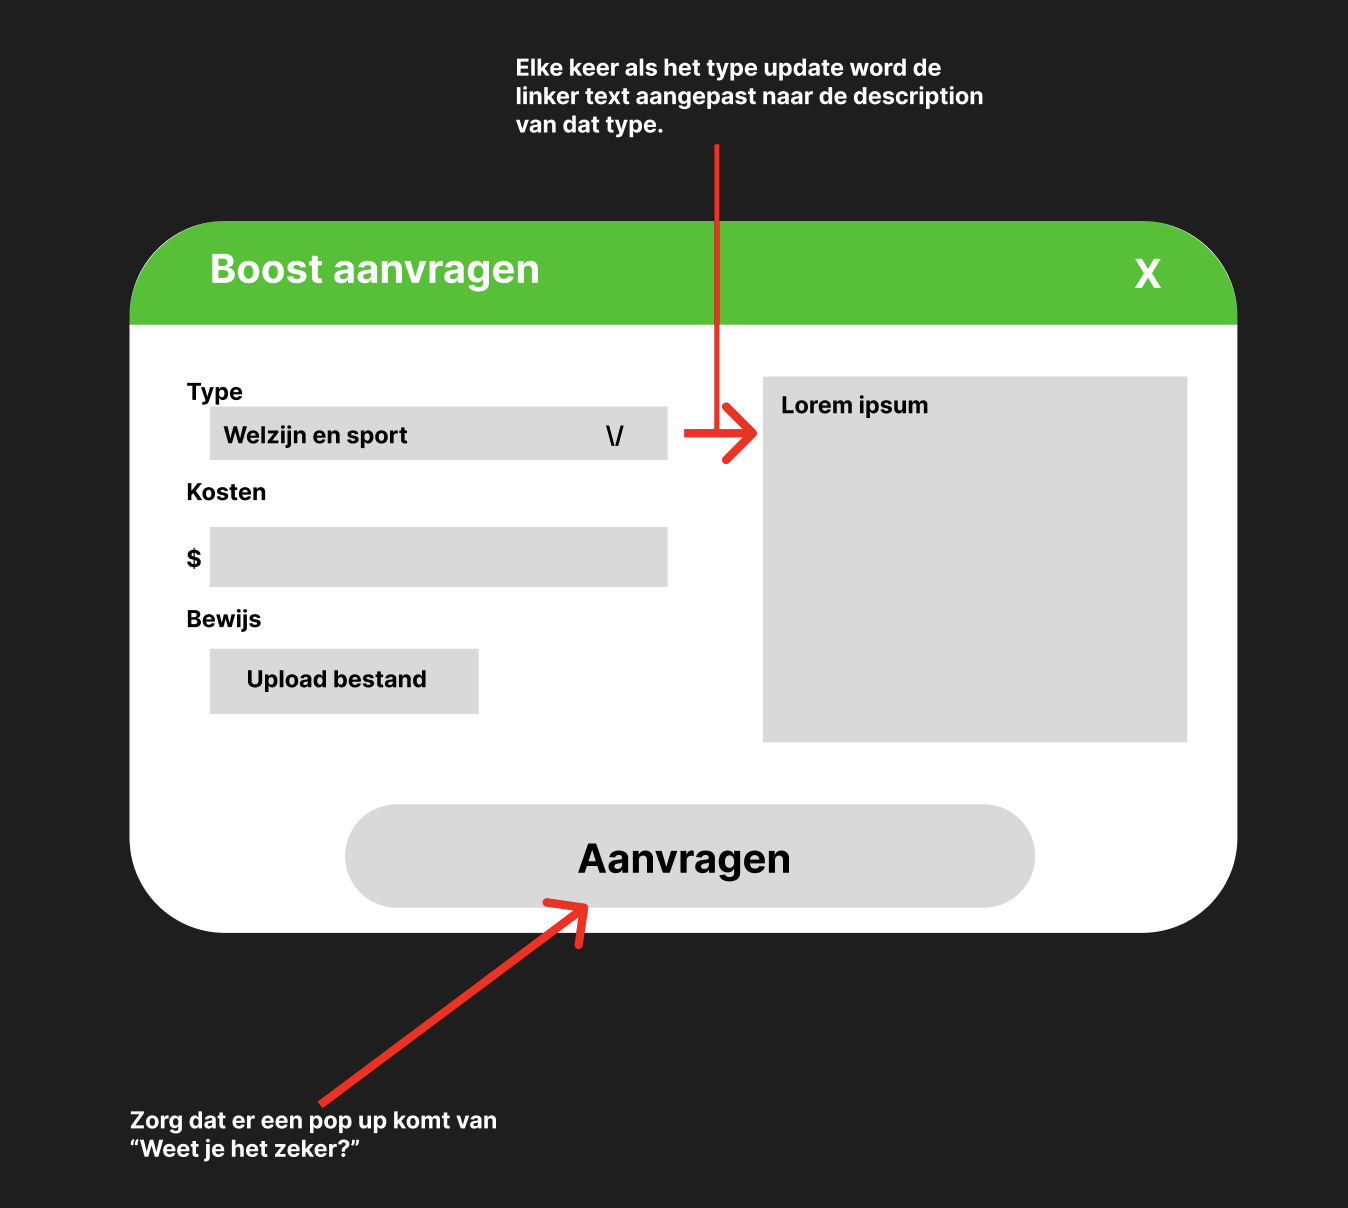 Elke keer als het type update word de
linker text aangepast naar de description
van dat type.
Boost aanvragen
X
Type
Welzijn en sport \/
Lorem ipsum
Kosten
$
Bewijs
Upload bestand
Aanvragen
Zorg dat er een pop up komt van
“Weet je het zeker?”